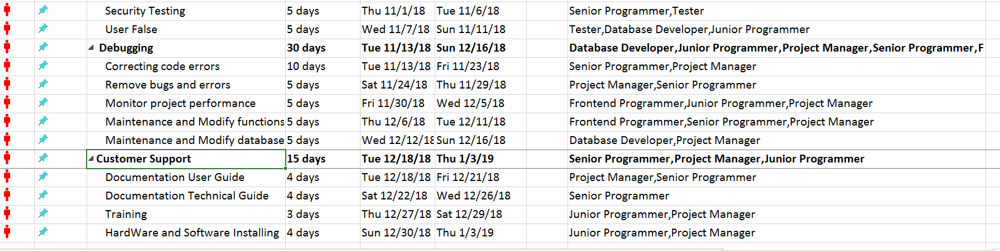 Security Testing 5 days Thu 11/1/18 Tue 11/6/18 Senior Programmer,Tester
User False 5 days Wed 11/7/18 Sun 11/11/18 Tester,Database Developer,Junior Programmer
Debugging 30 days Tue 11/13/18 Sun 12/16/18 Database Developer,Junior Programmer,Project Manager,Senior Programmer,F
Correcting code errors 10 days Tue 11/13/18 Fri 11/23/18 Senior Programmer,Project Manager
Remove bugs and errors 5 days Sat 11/24/18 Thu 11/29/18 Project Manager,Senior Programmer
Monitor project performance 5 days Fri 11/30/18 Wed 12/5/18 Frontend Programmer,Junior Programmer,Project Manager
Maintenance and Modify functions 5 days Thu 12/6/18 Tue 12/11/18 Frontend Programmer,Senior Programmer,Project Manager
Maintenance and Modify database 5 days Wed 12/12/18 Sun 12/16/18 Database Developer,Project Manager
Customer Support 15 days Tue 12/18/18 Thu 1/3/19 Senior Programmer,Project Manager,Junior Programmer
Documentation User Guide 4 days Tue 12/18/18 Fri 12/21/18 Project Manager,Senior Programmer
Documentation Technical Guide 4 days Sat 12/22/18 Wed 12/26/18 Senior Programmer
Training 3 days Thu 12/27/18 Sat 12/29/18 Junior Programmer,Project Manager
HardWare and Software Installing 4 days Sun 12/30/18 Thu 1/3/19 Junior Programmer,Project Manager